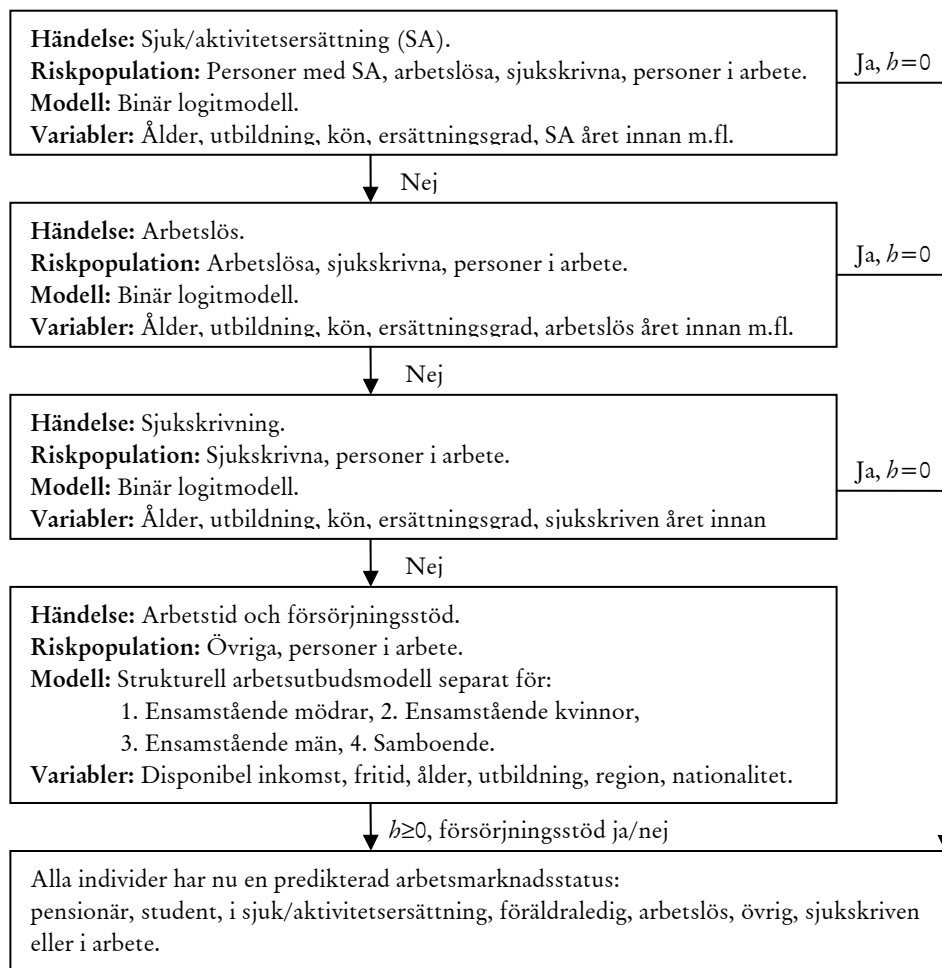 Händelse: Sjuk/aktivitetsersättning (SA).
Riskpopulation: Personer med SA, arbetslösa, sjukskrivna, personer i arbete.
Modell: Binär logitmodell.
Variabler: Ålder, utbildning, kön, ersättningsgrad, SA året innan m.fl.
Ja, h=0
Nej
Händelse: Arbetslös.
Riskpopulation: Arbetslösa, sjukskrivna, personer i arbete.
Modell: Binär logitmodell.
Variabler: Ålder, utbildning, kön, ersättningsgrad, arbetslös året innan m.fl.
Ja, h=0
Nej
Händelse: Sjukskrivning.
Riskpopulation: Sjukskrivna, personer i arbete.
Modell: Binär logitmodell.
Variabler: Ålder, utbildning, kön, ersättningsgrad, sjukskriven året innan
Ja, h=0
Nej
Händelse: Arbetstid och försörjningsstöd.
Riskpopulation: Övriga, personer i arbete.
Modell: Strukturell arbetsutbudsmodell separat för:
1. Ensamstående mödrar, 2. Ensamstående kvinnor,
3. Ensamstående män, 4. Samboende.
Variabler: Disponibel inkomst, fritid, ålder, utbildning, region, nationalitet.
h≥0, försörjningsstöd ja/nej
Alla individer har nu en predikterad arbetsmarknadsstatus:
pensionär, student, i sjuk/aktivitetsersättning, föräldraledig, arbetslös, övrig, sjukskriven
eller i arbete.